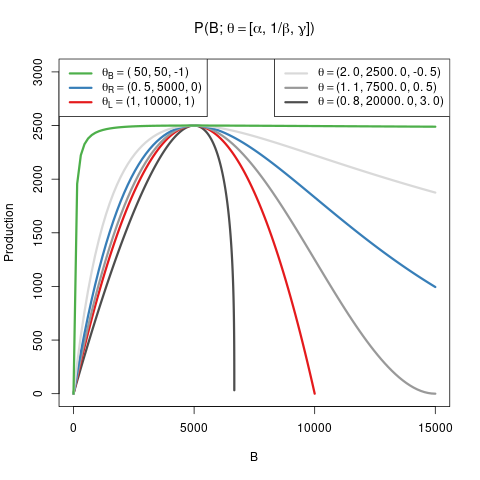 P(B; θ = [α, 1/β, γ])
θB = ( 50, 50, -1)
θR = (0.5, 5000, 0)
θL = (1, 10000, 1)
θ = (2.0, 2500.0, -0.5)
θ = (1.1, 7500.0, 0.5)
θ = (0.8, 20000.0, 3.0)
Production
3000
2500
2000
1500
1000
500
0
0 5000 10000 15000
B